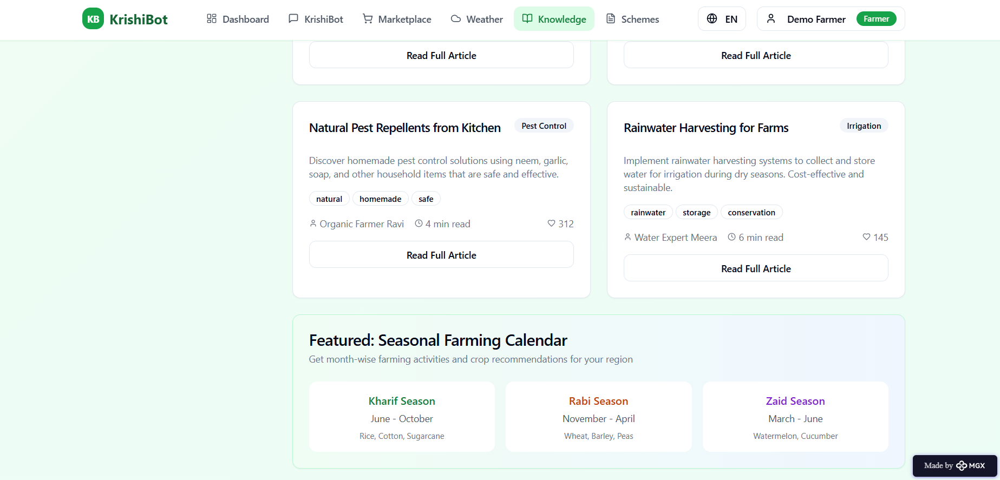 KB KrishiBot Dashboard KrishiBot Marketplace Weather Knowledge Schemes EN Demo Farmer Farmer
Read Full Article
Read Full Article
Natural Pest Repellents from Kitchen Pest Control
Discover homemade pest control solutions using neem, garlic,
soap, and other household items that are safe and effective.
natural homemade safe
Organic Farmer Ravi 4 min read 312
Read Full Article
Rainwater Harvesting for Farms Irrigation
Implement rainwater harvesting systems to collect and store
water for irrigation during dry seasons. Cost-effective and
sustainable.
rainwater storage conservation
Water Expert Meera 6 min read 145
Read Full Article
Featured: Seasonal Farming Calendar
Get month-wise farming activities and crop recommendations for your region
Kharif Season
June - October
Rice, Cotton, Sugarcane
Rabi Season
November - April
Wheat, Barley, Peas
Zaid Season
March - June
Watermelon, Cucumber
Made by MGX